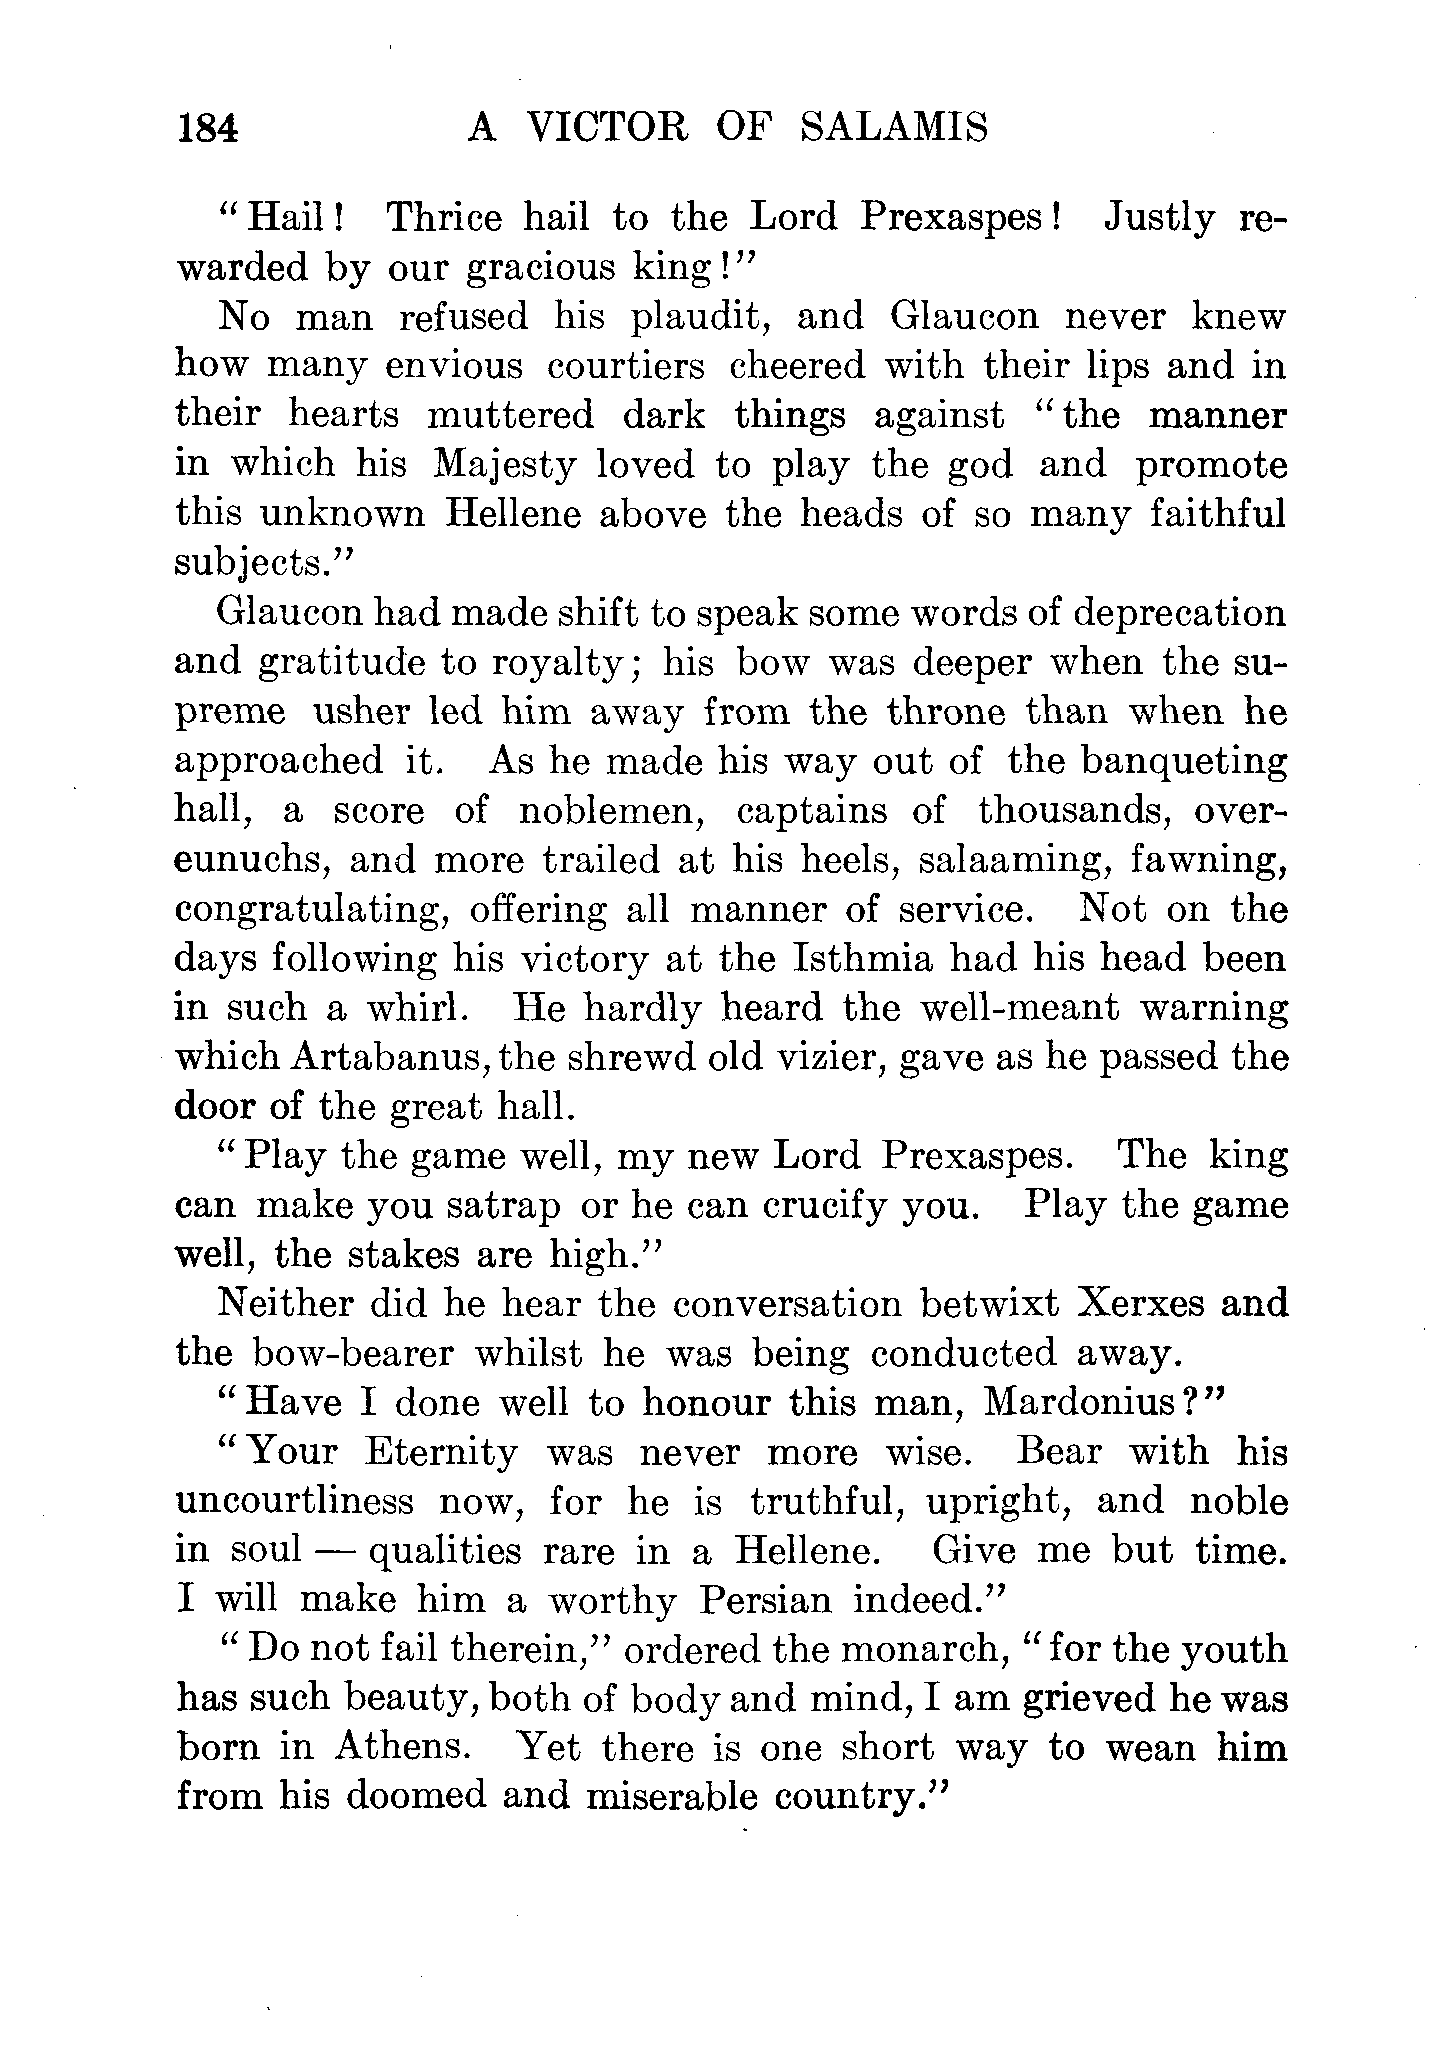 184 A VICTOR OF SALAMIS
"Hail! Thrice hail to the Lord Prexaspes! Justly re-
warded by our gracious king!"
No man refused his plaudit, and Glaucon never knew
how many envious courtiers cheered with their lips and in
their hearts muttered dark things against "the manner
in which his Majesty loved to play the god and promote
this unknown Hellene above the heads of so many faithful
subjects."
Glaucon had made shift to speak some words of deprecation
and gratitude to royalty; his bow was deeper when the su-
preme usher led him away from the throne than when he
approached it. As he made his way out of the banqueting
hall, a score of noblemen, captains of thousands, over-
eunuchs, and more trailed at his heels, salaaming, fawning,
congratulating, offering all manner of service. Not on the
days following his victory at the Isthmia had his head been
in such a whirl. He hardly heard the well-meant warning
which Artabanus, the shrewd old vizier, gave as he passed the
door of the great hall.
"Play the game well, my new Lord Prexaspes. The king
can make you satrap or he can crucify you. Play the game
well, the stakes are high."
Neither did he hear the conversation betwixt Xerxes and
the bow-bearer whilst he was being conducted away.
"Have I done well to honour this man, Mardonius?"
"Your Eternity was never more wise. Bear with his
uncourtliness now, for he is truthful, upright, and noble
in soul — qualities rare in a Hellene. Give me but time.
I will make him a worthy Persian indeed."
"Do not fail therein," ordered the monarch, "for the youth
has such beauty, both of body and mind, I am grieved he was
born in Athens. Yet there is one short way to wean him
from his doomed and miserable country."